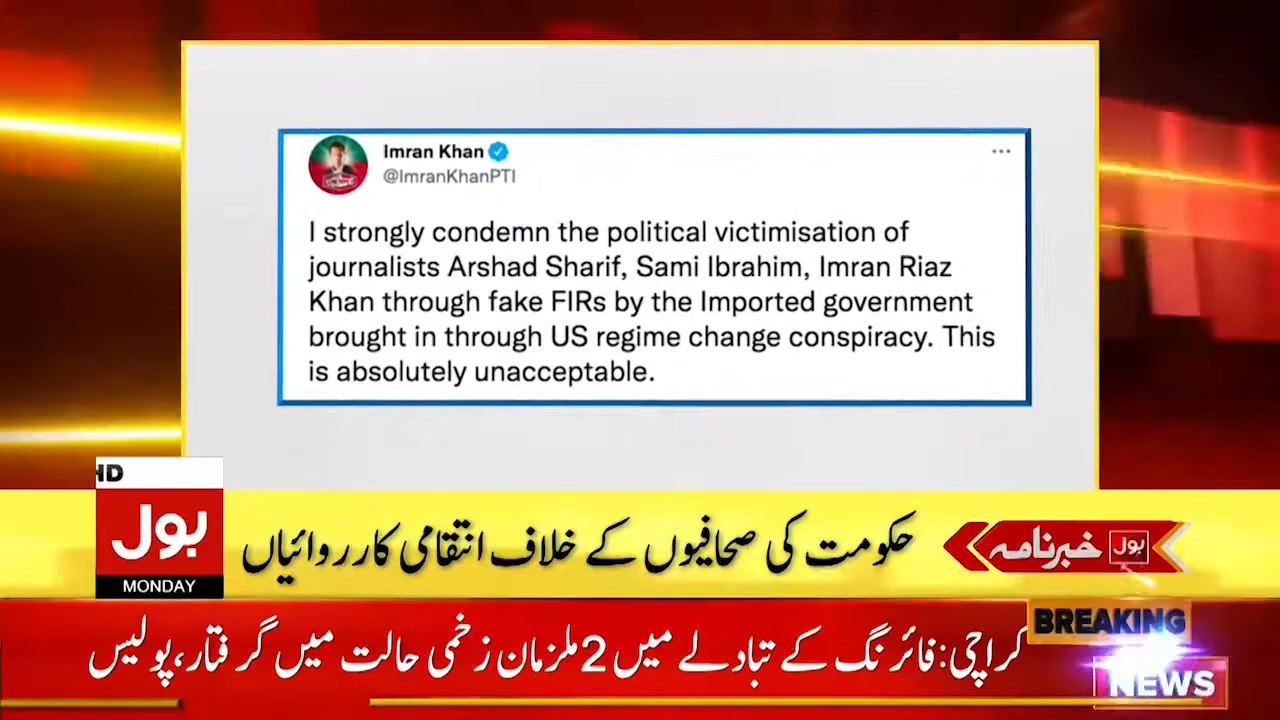 Imran Khan
@ImranKhanPTI
I strongly condemn the political victimisation of
journalists Arshad Sharif, Sami Ibrahim, Imran Riaz
Khan through fake FIRs by the Imported government
brought in through US regime change conspiracy. This
is absolutely unacceptable.
HD
بول
MONDAY
حکومت کی صحافیوں کے خلاف انتقامی کارروائیاں
بول خبرنامہ
BREAKING
NEWS
کراچی:فائرنگ کے تبادلے میں 2 ملزمان زخمی حالت میں گرفتار،پولیس